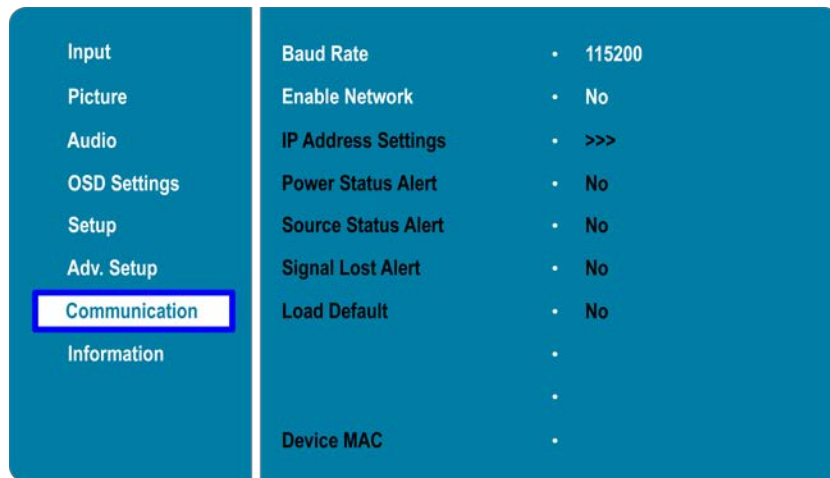 Input
Picture
Audio
OSD Settings
Setup
Adv. Setup
Communication
Information
Baud Rate • 115200
Enable Network • No
IP Address Settings • >>>
Power Status Alert • No
Source Status Alert • No
Signal Lost Alert • No
Load Default • No
•
•
Device MAC •